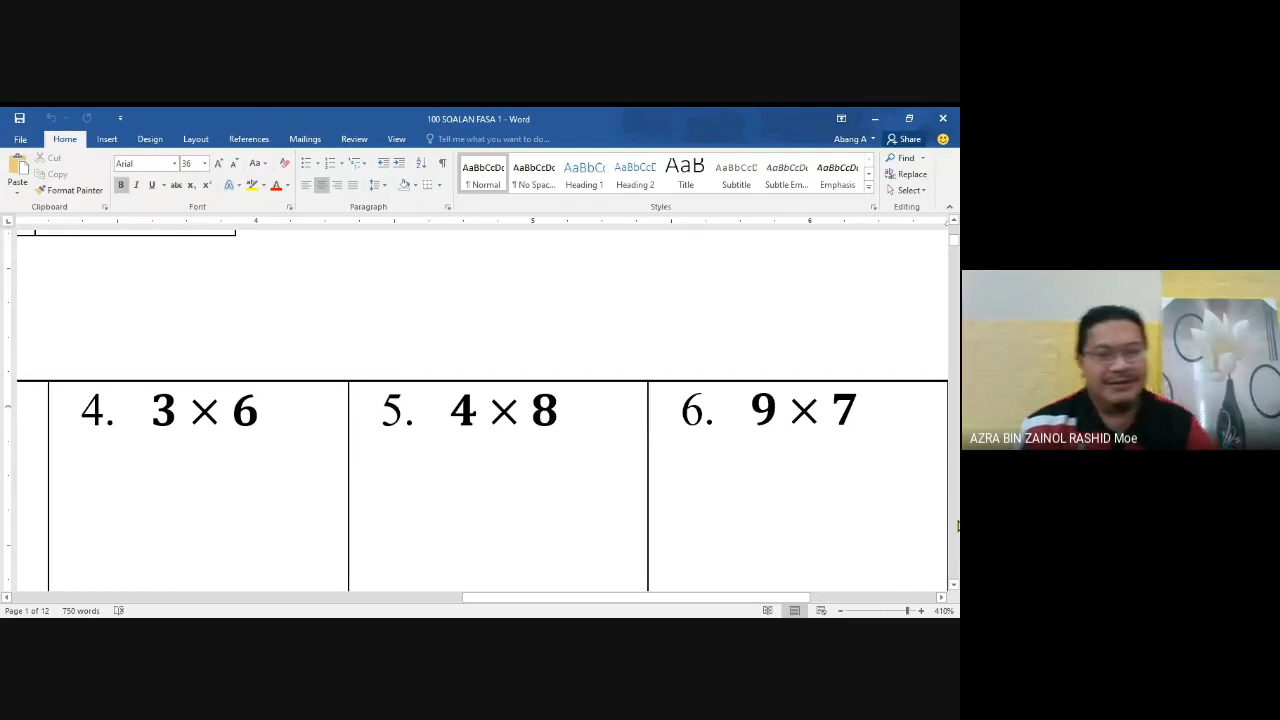 100 SOALAN FASA 1 - Word
File Home Insert Design Layout References Mailings Review View Tell me what you want to do... Abang A Share
Paste
Cut
Copy
Format Painter
Clipboard
Arial 36
Font
Paragraph
AaBbCcDc ¶ Normal
AaBbCcDc ¶ No Spac...
AaBbCc Heading 1
AaBbCcD Heading 2
AaB Title
AaBbCcD Subtitle
AaBbCcDc Subtle Em...
AaBbCcDc Emphasis
Styles
Find
Replace
Select
Editing
4 5 6
4. 3 × 6
5. 4 × 8
6. 9 × 7
AZRA BIN ZAINOL RASHID Moe
Page 1 of 12 750 words 410%